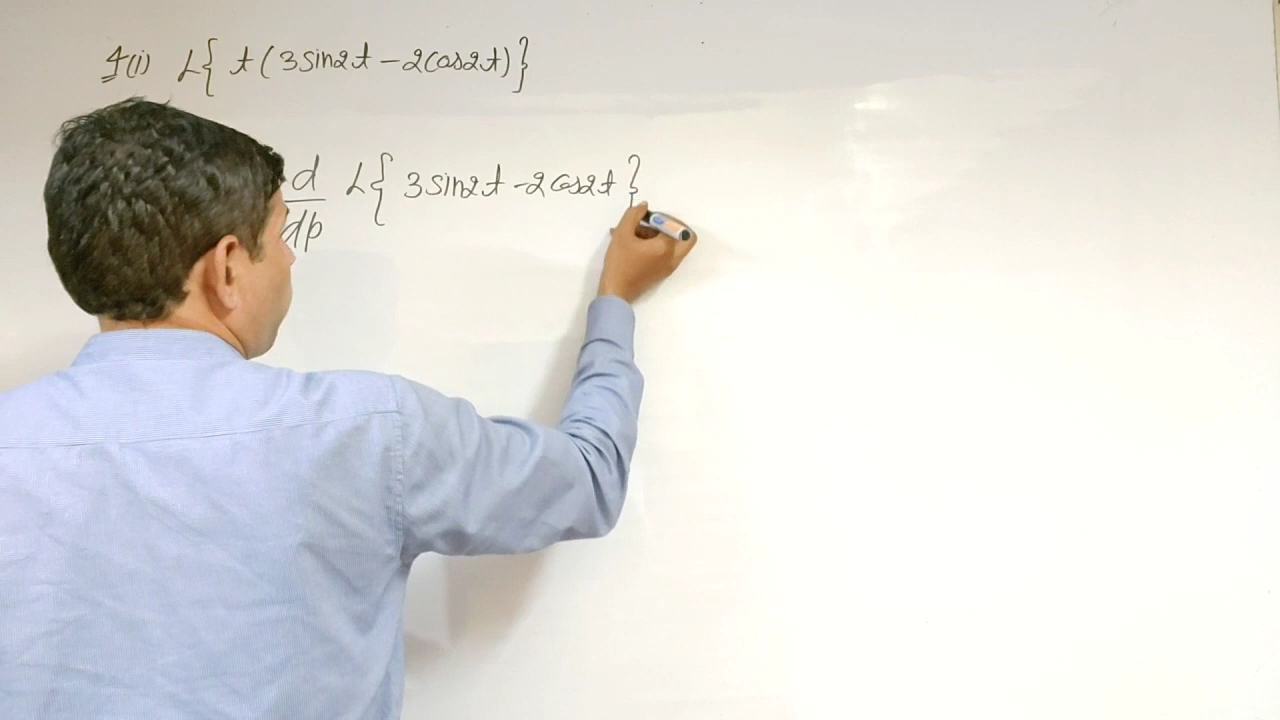 4(i) L{ t(3sin2t - 2cos2t) }
d/dp L{ 3sin2t - 2cos2t }